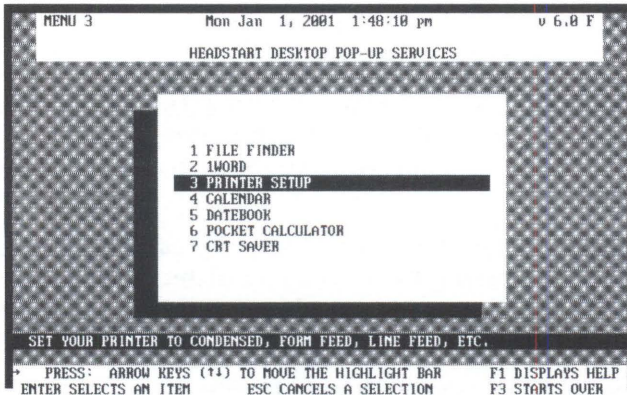 MENU 3 Mon Jan 1, 2001 1:48:10 pm v 6.0 F
HEADSTART DESKTOP POP-UP SERVICES
1 FILE FINDER
2 1WORD
3 PRINTER SETUP
4 CALENDAR
5 DATEBOOK
6 POCKET CALCULATOR
7 CRT SAVER
SET YOUR PRINTER TO CONDENSED, FORM FEED, LINE FEED, ETC.
→ PRESS: ARROW KEYS (↑↓) TO MOVE THE HIGHLIGHT BAR F1 DISPLAYS HELP
ENTER SELECTS AN ITEM ESC CANCELS A SELECTION F3 STARTS OVER